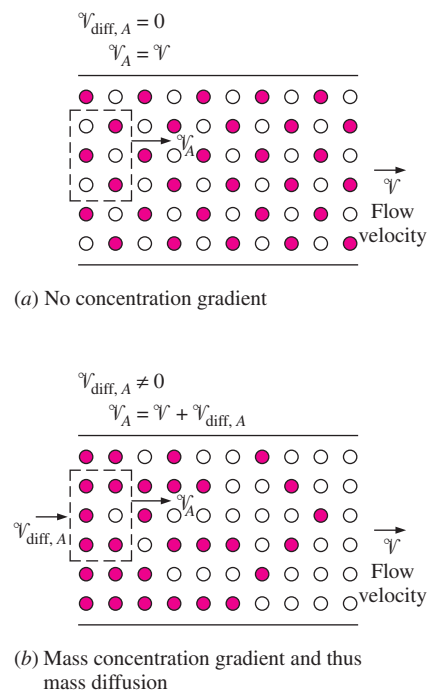 𝒱diff, A = 0
𝒱A = 𝒱
𝒱A
𝒱
Flow
velocity
(a) No concentration gradient
𝒱diff, A ≠ 0
𝒱A = 𝒱 + 𝒱diff, A
𝒱A
𝒱diff, A
𝒱
Flow
velocity
(b) Mass concentration gradient and thus
mass diffusion